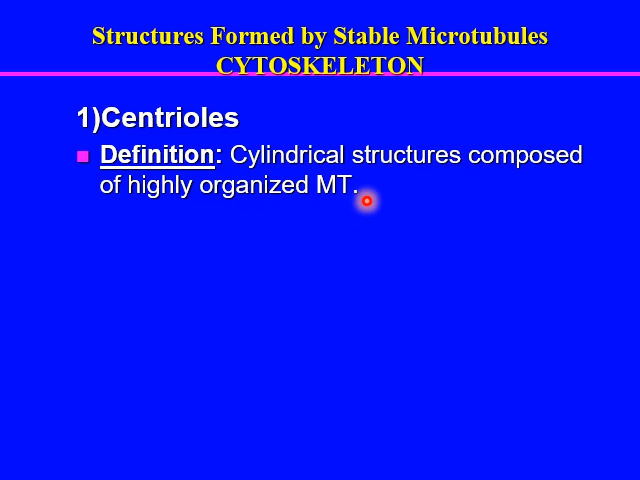 Structures Formed by Stable Microtubules
CYTOSKELETON
1)Centrioles
Definition: Cylindrical structures composed
of highly organized MT.